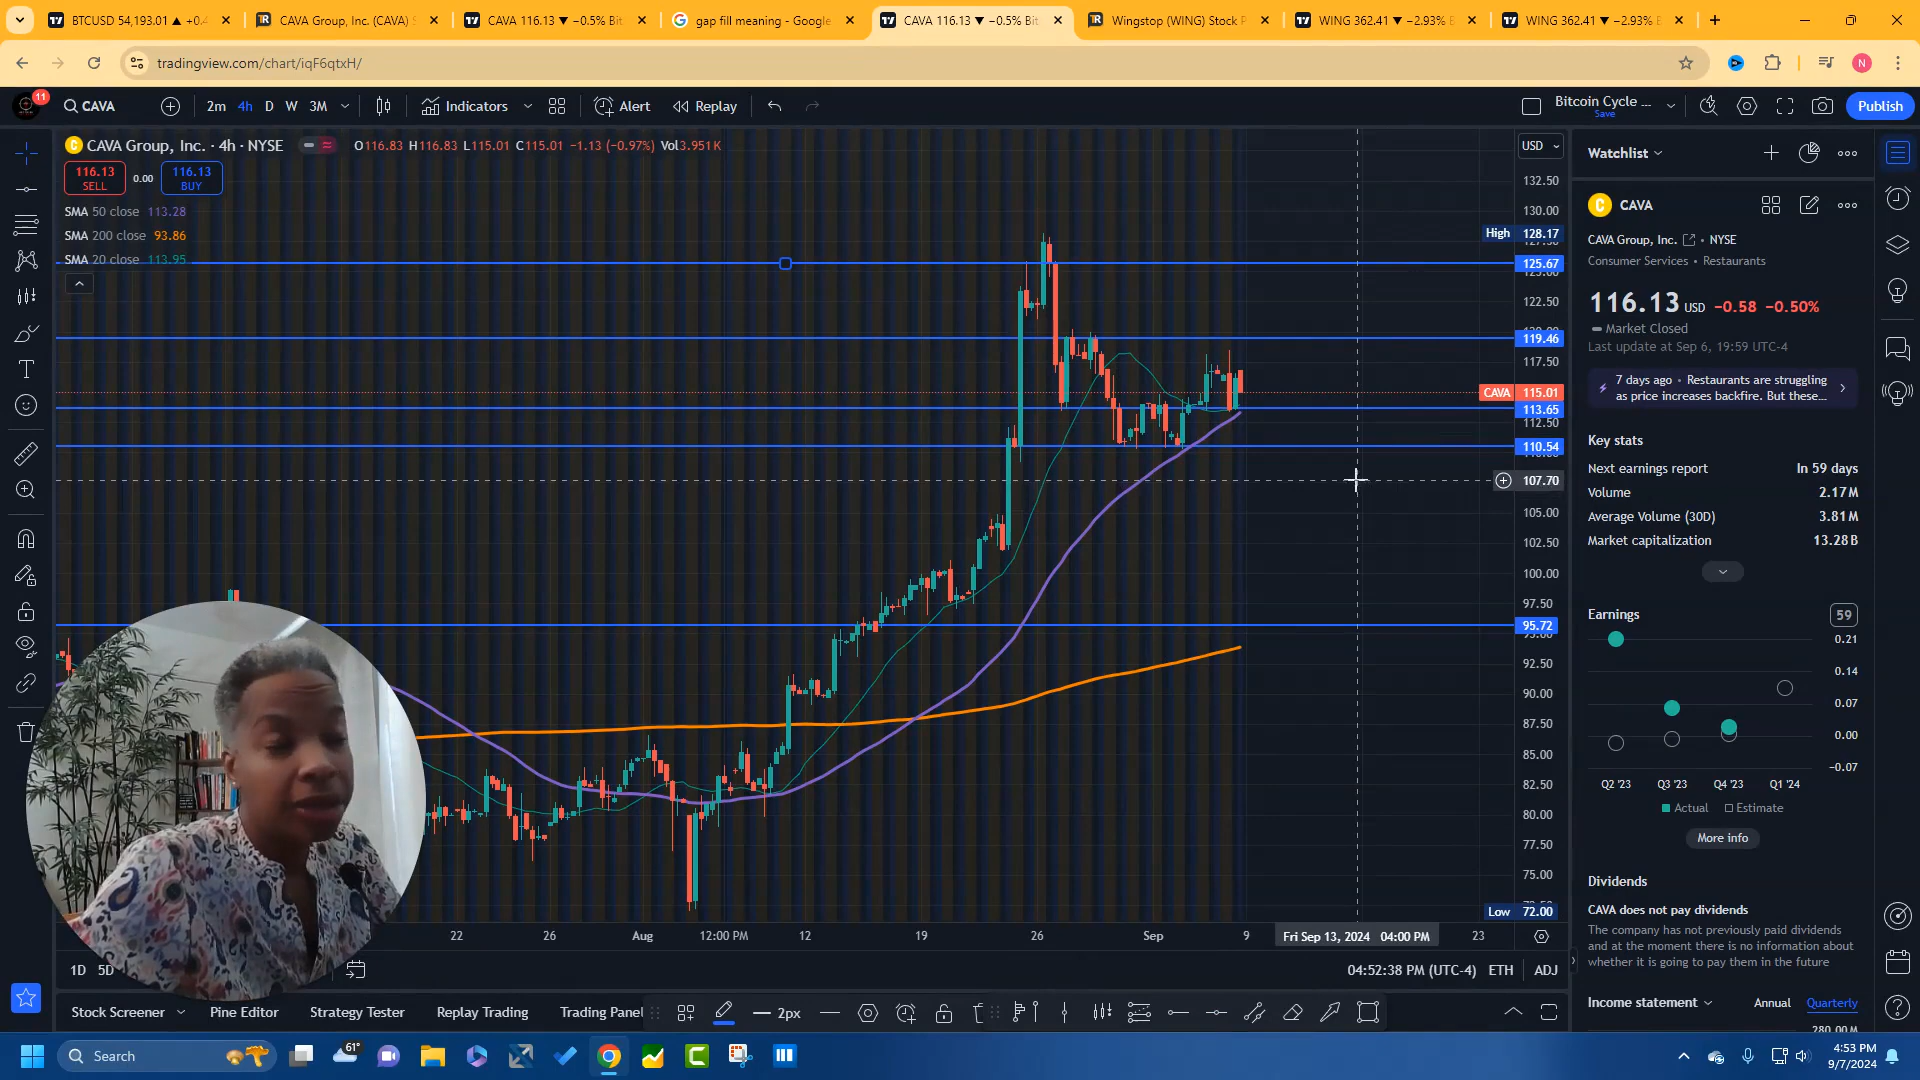 BTCUSD 54,193.01 ▲ +0.4
CAVA Group, Inc. (CAVA) S
CAVA 116.13 ▼ −0.5% Bit
gap fill meaning - Google
CAVA 116.13 ▼ −0.5% Bit
Wingstop (WING) Stock P
WING 362.41 ▼ −2.93% B
WING 362.41 ▼ −2.93% B
tradingview.com/chart/iqF6qtxH/
N
11
CAVA
2m 4h D W 3M
Indicators
Alert
Replay
Bitcoin Cycle ...
Save
Publish
CAVA Group, Inc. · 4h · NYSE
O116.83 H116.83 L115.01 C115.01 −1.13 (−0.97%) Vol3.951K
116.13
SELL
0.00
116.13
BUY
SMA 50 close 113.28
SMA 200 close 93.86
SMA 20 close 113.95
USD
132.50
130.00
High 128.17
125.67
122.50
119.46
117.50
CAVA 115.01
113.65
112.50
110.54
107.70
105.00
102.50
100.00
97.50
95.72
92.50
90.00
87.50
85.00
82.50
80.00
77.50
75.00
Low 72.00
22 26 Aug 12:00 PM 12 19 26 Sep 9 Fri Sep 13, 2024 04:00 PM 23
1D 5D
04:52:38 PM (UTC-4) ETH ADJ
Stock Screener
Pine Editor
Strategy Tester
Replay Trading
Trading Panel
2px
Watchlist
CAVA
CAVA Group, Inc. • NYSE
Consumer Services • Restaurants
116.13 USD −0.58 −0.50%
Market Closed
Last update at Sep 6, 19:59 UTC-4
7 days ago • Restaurants are struggling
as price increases backfire. But these...
Key stats
Next earnings report In 59 days
Volume 2.17M
Average Volume (30D) 3.81M
Market capitalization 13.28B
Earnings 59
0.21
0.14
0.07
0.00
−0.07
Q2 '23 Q3 '23 Q4 '23 Q1 '24
Actual Estimate
More info
Dividends
CAVA does not pay dividends
The company has not previously paid dividends
and at the moment there is no information about
whether it is going to pay them in the future
Income statement Annual Quarterly
280.00M
Search
61°
4:53 PM
9/7/2024